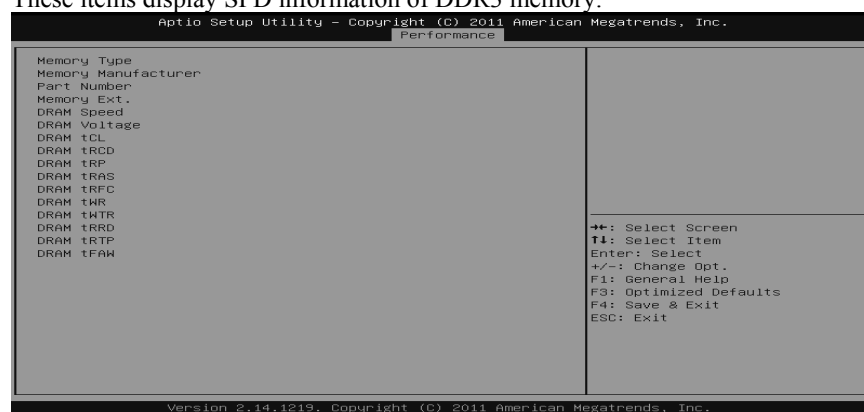 These items display SPD information of DDR3 memory.
Aptio Setup Utility – Copyright (C) 2011 American Megatrends, Inc.
Performance
Memory Type
Memory Manufacturer
Part Number
Memory Ext.
DRAM Speed
DRAM Voltage
DRAM tCL
DRAM tRCD
DRAM tRP
DRAM tRAS
DRAM tRFC
DRAM tWR
DRAM tWTR
DRAM tRRD
DRAM tRTP
DRAM tFAW
→←: Select Screen
↑↓: Select Item
Enter: Select
+/-: Change Opt.
F1: General Help
F3: Optimized Defaults
F4: Save & Exit
ESC: Exit
Version 2.14.1219. Copyright (C) 2011 American Megatrends, Inc.